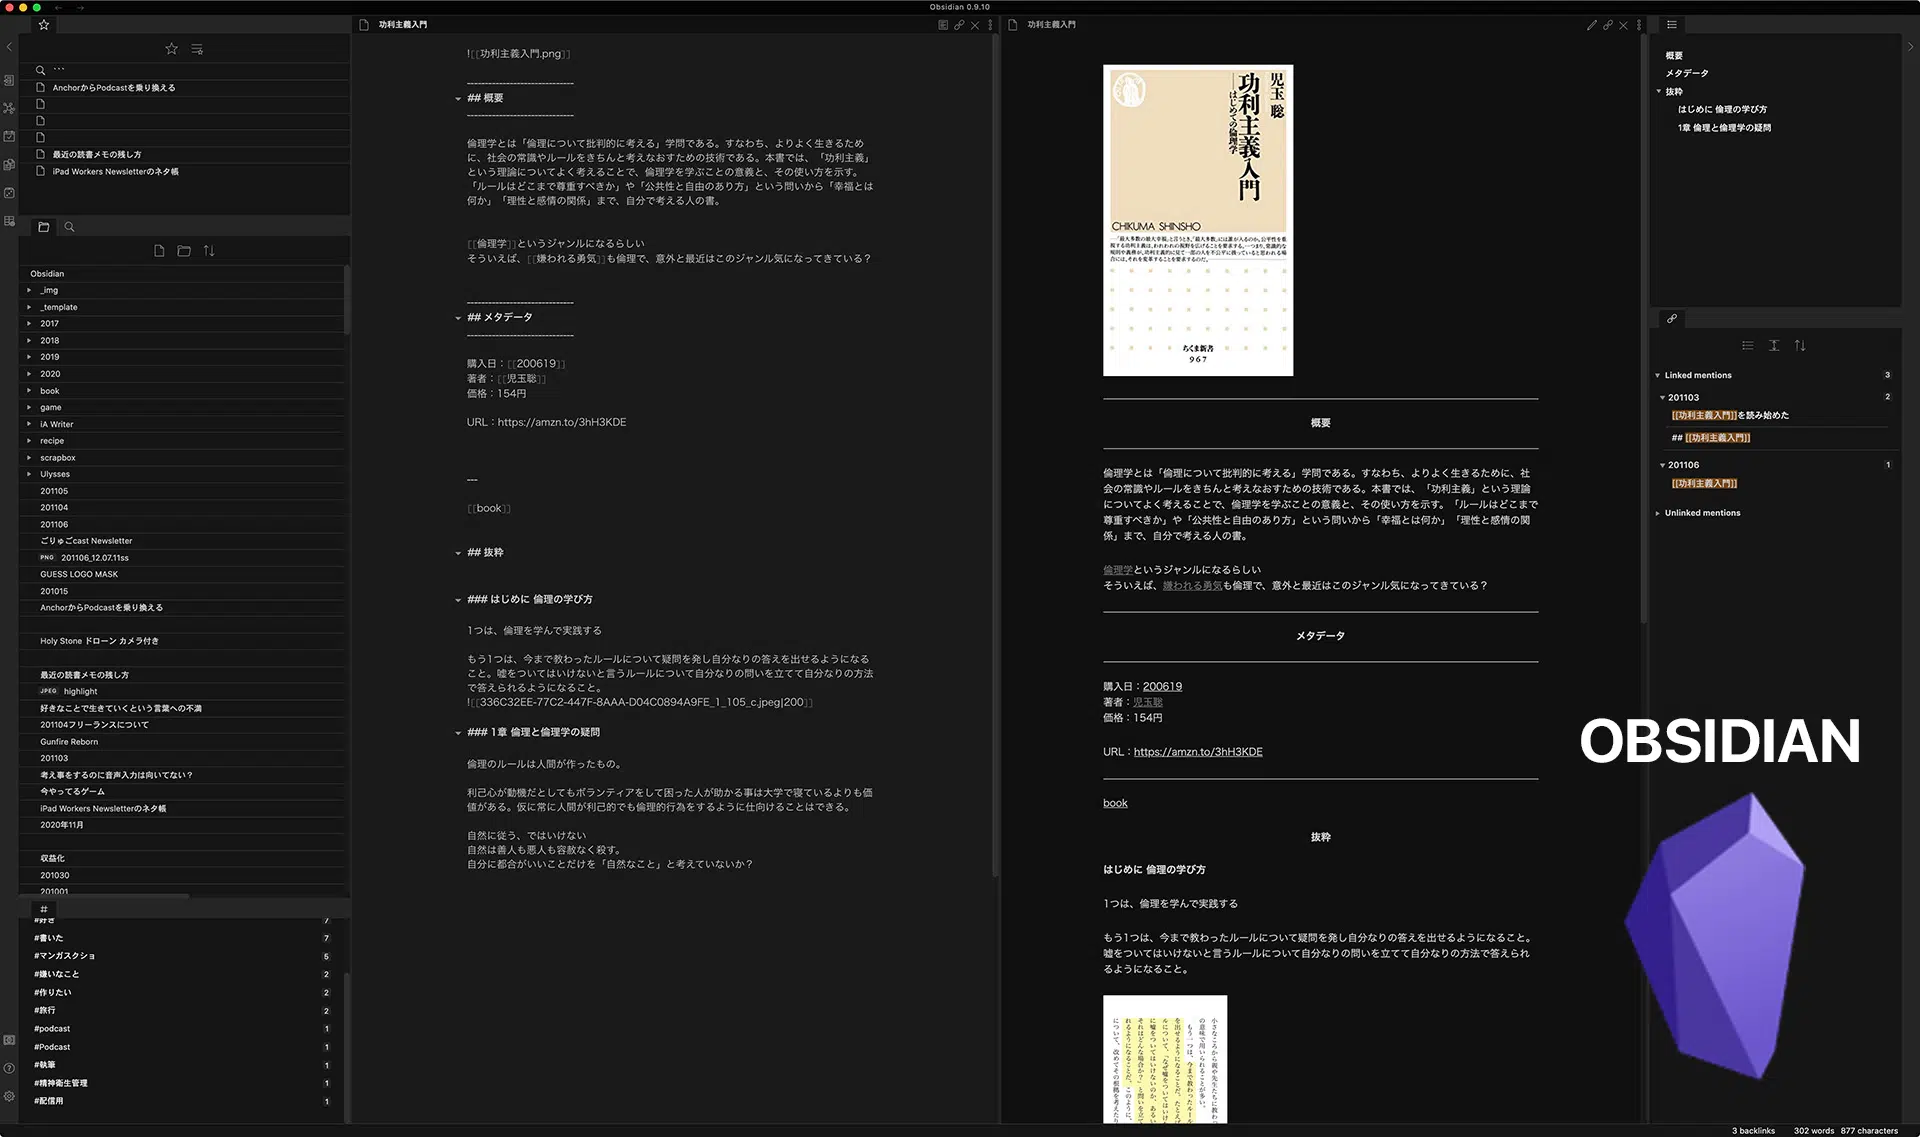 Obsidian 0.9.10
```
AnchorからPodcastを乗り換える
最近の読書メモの残し方
iPad Workers Newsletterのネタ帳
Obsidian
_img
_template
2017
2018
2019
2020
book
game
iA Writer
recipe
scrapbox
Ulysses
201105
201104
201106
ごりゅごcast Newsletter
PNG 201106_12.07.11ss
GUESS LOGO MASK
201015
AnchorからPodcastを乗り換える
Holy Stone ドローン カメラ付き
最近の読書メモの残し方
JPEG highlight
好きなことで生きていくという言葉への不満
201104フリーランスについて
Gunfire Reborn
201103
考え事をするのに音声入力は向いてない？
今やってるゲーム
iPad Workers Newsletterのネタ帳
2020年11月
収益化
201030
201001
#
#好き 7
#書いた 7
#マンガスクショ 5
#嫌いなこと 2
#作りたい 2
#旅行 2
#podcast 1
#Podcast 1
#執筆 1
#精神衛生管理 1
#配信用 1
功利主義入門
![[功利主義入門.png]]
------------------------------
## 概要
------------------------------
倫理学とは「倫理について批判的に考える」学問である。すなわち、よりよく生きるため
に、社会の常識やルールをきちんと考えなおすための技術である。本書では、「功利主義」
という理論についてよく考えることで、倫理学を学ぶことの意義と、その使い方を示す。
「ルールはどこまで尊重すべきか」や「公共性と自由のあり方」という問いから「幸福とは
何か」「理性と感情の関係」まで、自分で考える人の書。
[[倫理学]]というジャンルになるらしい
そういえば、[[嫌われる勇気]]も倫理で、意外と最近はこのジャンル気になってきている？
------------------------------
## メタデータ
------------------------------
購入日：[[200619]]
著者：[[児玉聡]]
価格：154円
URL：https://amzn.to/3hH3KDE
---
[[book]]
## 抜粋
### はじめに 倫理の学び方
1つは、倫理を学んで実践する
もう1つは、今まで教わったルールについて疑問を発し自分なりの答えを出せるようになる
こと。嘘をついてはいけないと言うルールについて自分なりの問いを立てて自分なりの方法
で答えられるようになること。
![[336C32EE-77C2-447F-8AAA-D04C0894A9FE_1_105_c.jpeg|200]]
### 1章 倫理と倫理学の疑問
倫理のルールは人間が作ったもの。
利己心が動機だとしてもボランティアをして困った人が助かる事は大学で寝ているよりも価
値がある。仮に常に人間が利己的でも倫理的行為をするように仕向けることはできる。
自然に従う、ではいけない
自然は善人も悪人も容赦なく殺す。
自分に都合がいいことだけを「自然なこと」と考えていないか？
功利主義入門
児玉 聡
功利主義入門
―はじめての倫理学
CHIKUMA SHINSHO
ちくま新書
967
概要
倫理学とは「倫理について批判的に考える」学問である。すなわち、よりよく生きるために、社
会の常識やルールをきちんと考えなおすための技術である。本書では、「功利主義」という理論
についてよく考えることで、倫理学を学ぶことの意義と、その使い方を示す。「ルールはどこまで
尊重すべきか」や「公共性と自由のあり方」という問いから「幸福とは何か」「理性と感情の関
係」まで、自分で考える人の書。
倫理学というジャンルになるらしい
そういえば、嫌われる勇気も倫理で、意外と最近はこのジャンル気になってきている？
メタデータ
購入日：200619
著者：児玉聡
価格：154円
URL：https://amzn.to/3hH3KDE
book
抜粋
はじめに 倫理の学び方
1つは、倫理を学んで実践する
もう1つは、今まで教わったルールについて疑問を発し自分なりの答えを出せるようになること。
嘘をついてはいけないと言うルールについて自分なりの問いを立てて自分なりの方法で答えられ
るようになること。
概要
メタデータ
抜粋
はじめに 倫理の学び方
1章 倫理と倫理学の疑問
Linked mentions 3
201103 2
[[功利主義入門]]を読み始めた
## [[功利主義入門]]
201106 1
[[功利主義入門]]
Unlinked mentions
OBSIDIAN
3 backlinks 302 words 877 characters